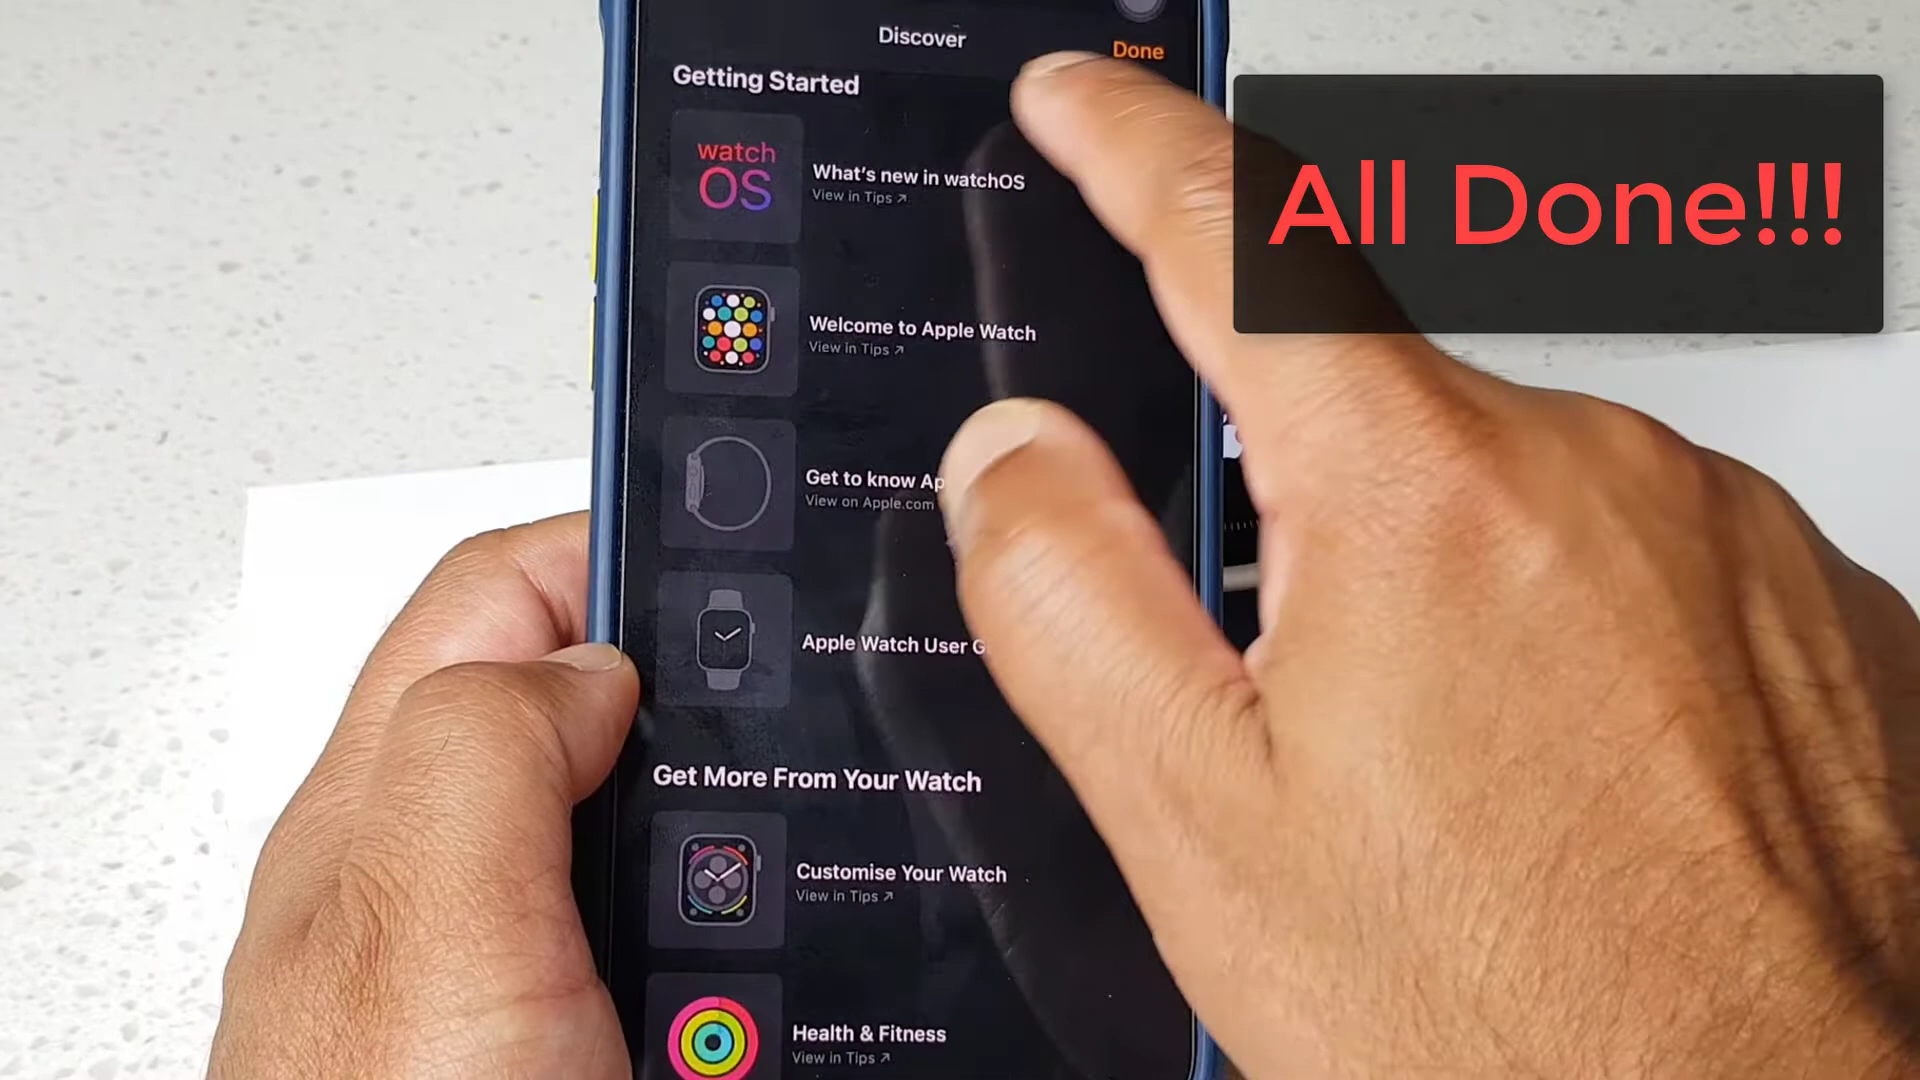 Discover
Done
Getting Started
watch
OS
What's new in watchOS
View in Tips ↗
Welcome to Apple Watch
View in Tips ↗
Get to know
View on Apple.com
Apple Watch User
Get More From Your Watch
Customise Your Watch
View in Tips ↗
Health & Fitness
View in Tips ↗
All Done!!!